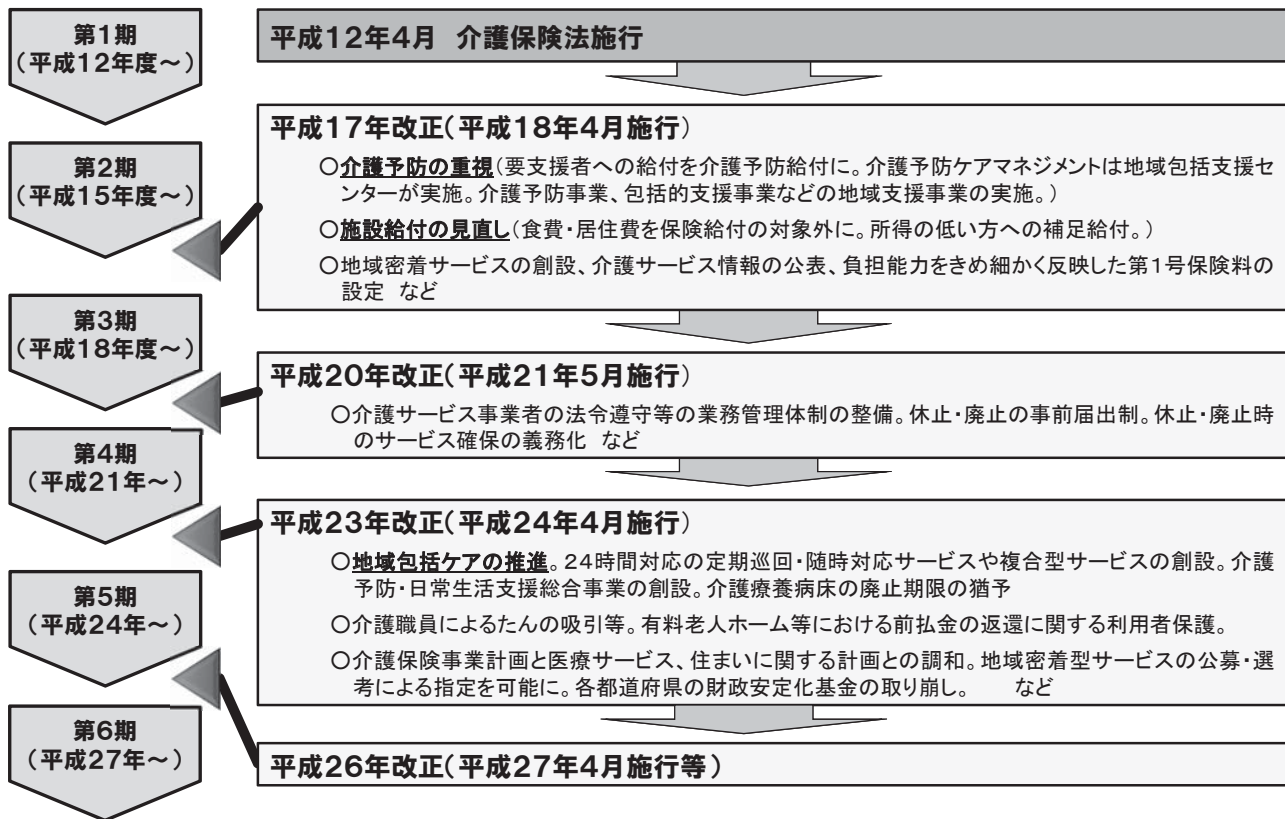 第1期
(平成12年度～)
平成12年4月 介護保険法施行
第2期
(平成15年度～)
平成17年改正(平成18年4月施行)
○介護予防の重視(要支援者への給付を介護予防給付に。介護予防ケアマネジメントは地域包括支援セ
ンターが実施。介護予防事業、包括的支援事業などの地域支援事業の実施。)
○施設給付の見直し(食費・居住費を保険給付の対象外に。所得の低い方への補足給付。)
○地域密着サービスの創設、介護サービス情報の公表、負担能力をきめ細かく反映した第1号保険料の
設定 など
第3期
(平成18年度～)
平成20年改正(平成21年5月施行)
○介護サービス事業者の法令遵守等の業務管理体制の整備。休止・廃止の事前届出制。休止・廃止時
のサービス確保の義務化 など
第4期
(平成21年～)
平成23年改正(平成24年4月施行)
○地域包括ケアの推進。24時間対応の定期巡回・随時対応サービスや複合型サービスの創設。介護
予防・日常生活支援総合事業の創設。介護療養病床の廃止期限の猶予
○介護職員によるたんの吸引等。有料老人ホーム等における前払金の返還に関する利用者保護。
○介護保険事業計画と医療サービス、住まいに関する計画との調和。地域密着型サービスの公募・選
考による指定を可能に。各都道府県の財政安定化基金の取り崩し。 など
第5期
(平成24年～)
第6期
(平成27年～)
平成26年改正(平成27年4月施行等)